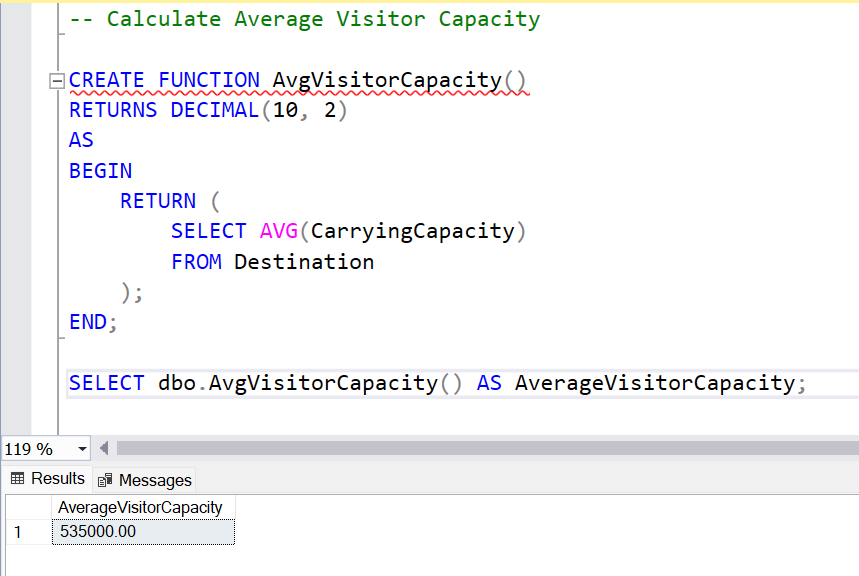 -- Calculate Average Visitor Capacity
CREATE FUNCTION AvgVisitorCapacity()
RETURNS DECIMAL(10, 2)
AS
BEGIN
    RETURN (
        SELECT AVG(CarryingCapacity)
        FROM Destination
    );
END;
SELECT dbo.AvgVisitorCapacity() AS AverageVisitorCapacity;
119 %
Results Messages
AverageVisitorCapacity
1 535000.00